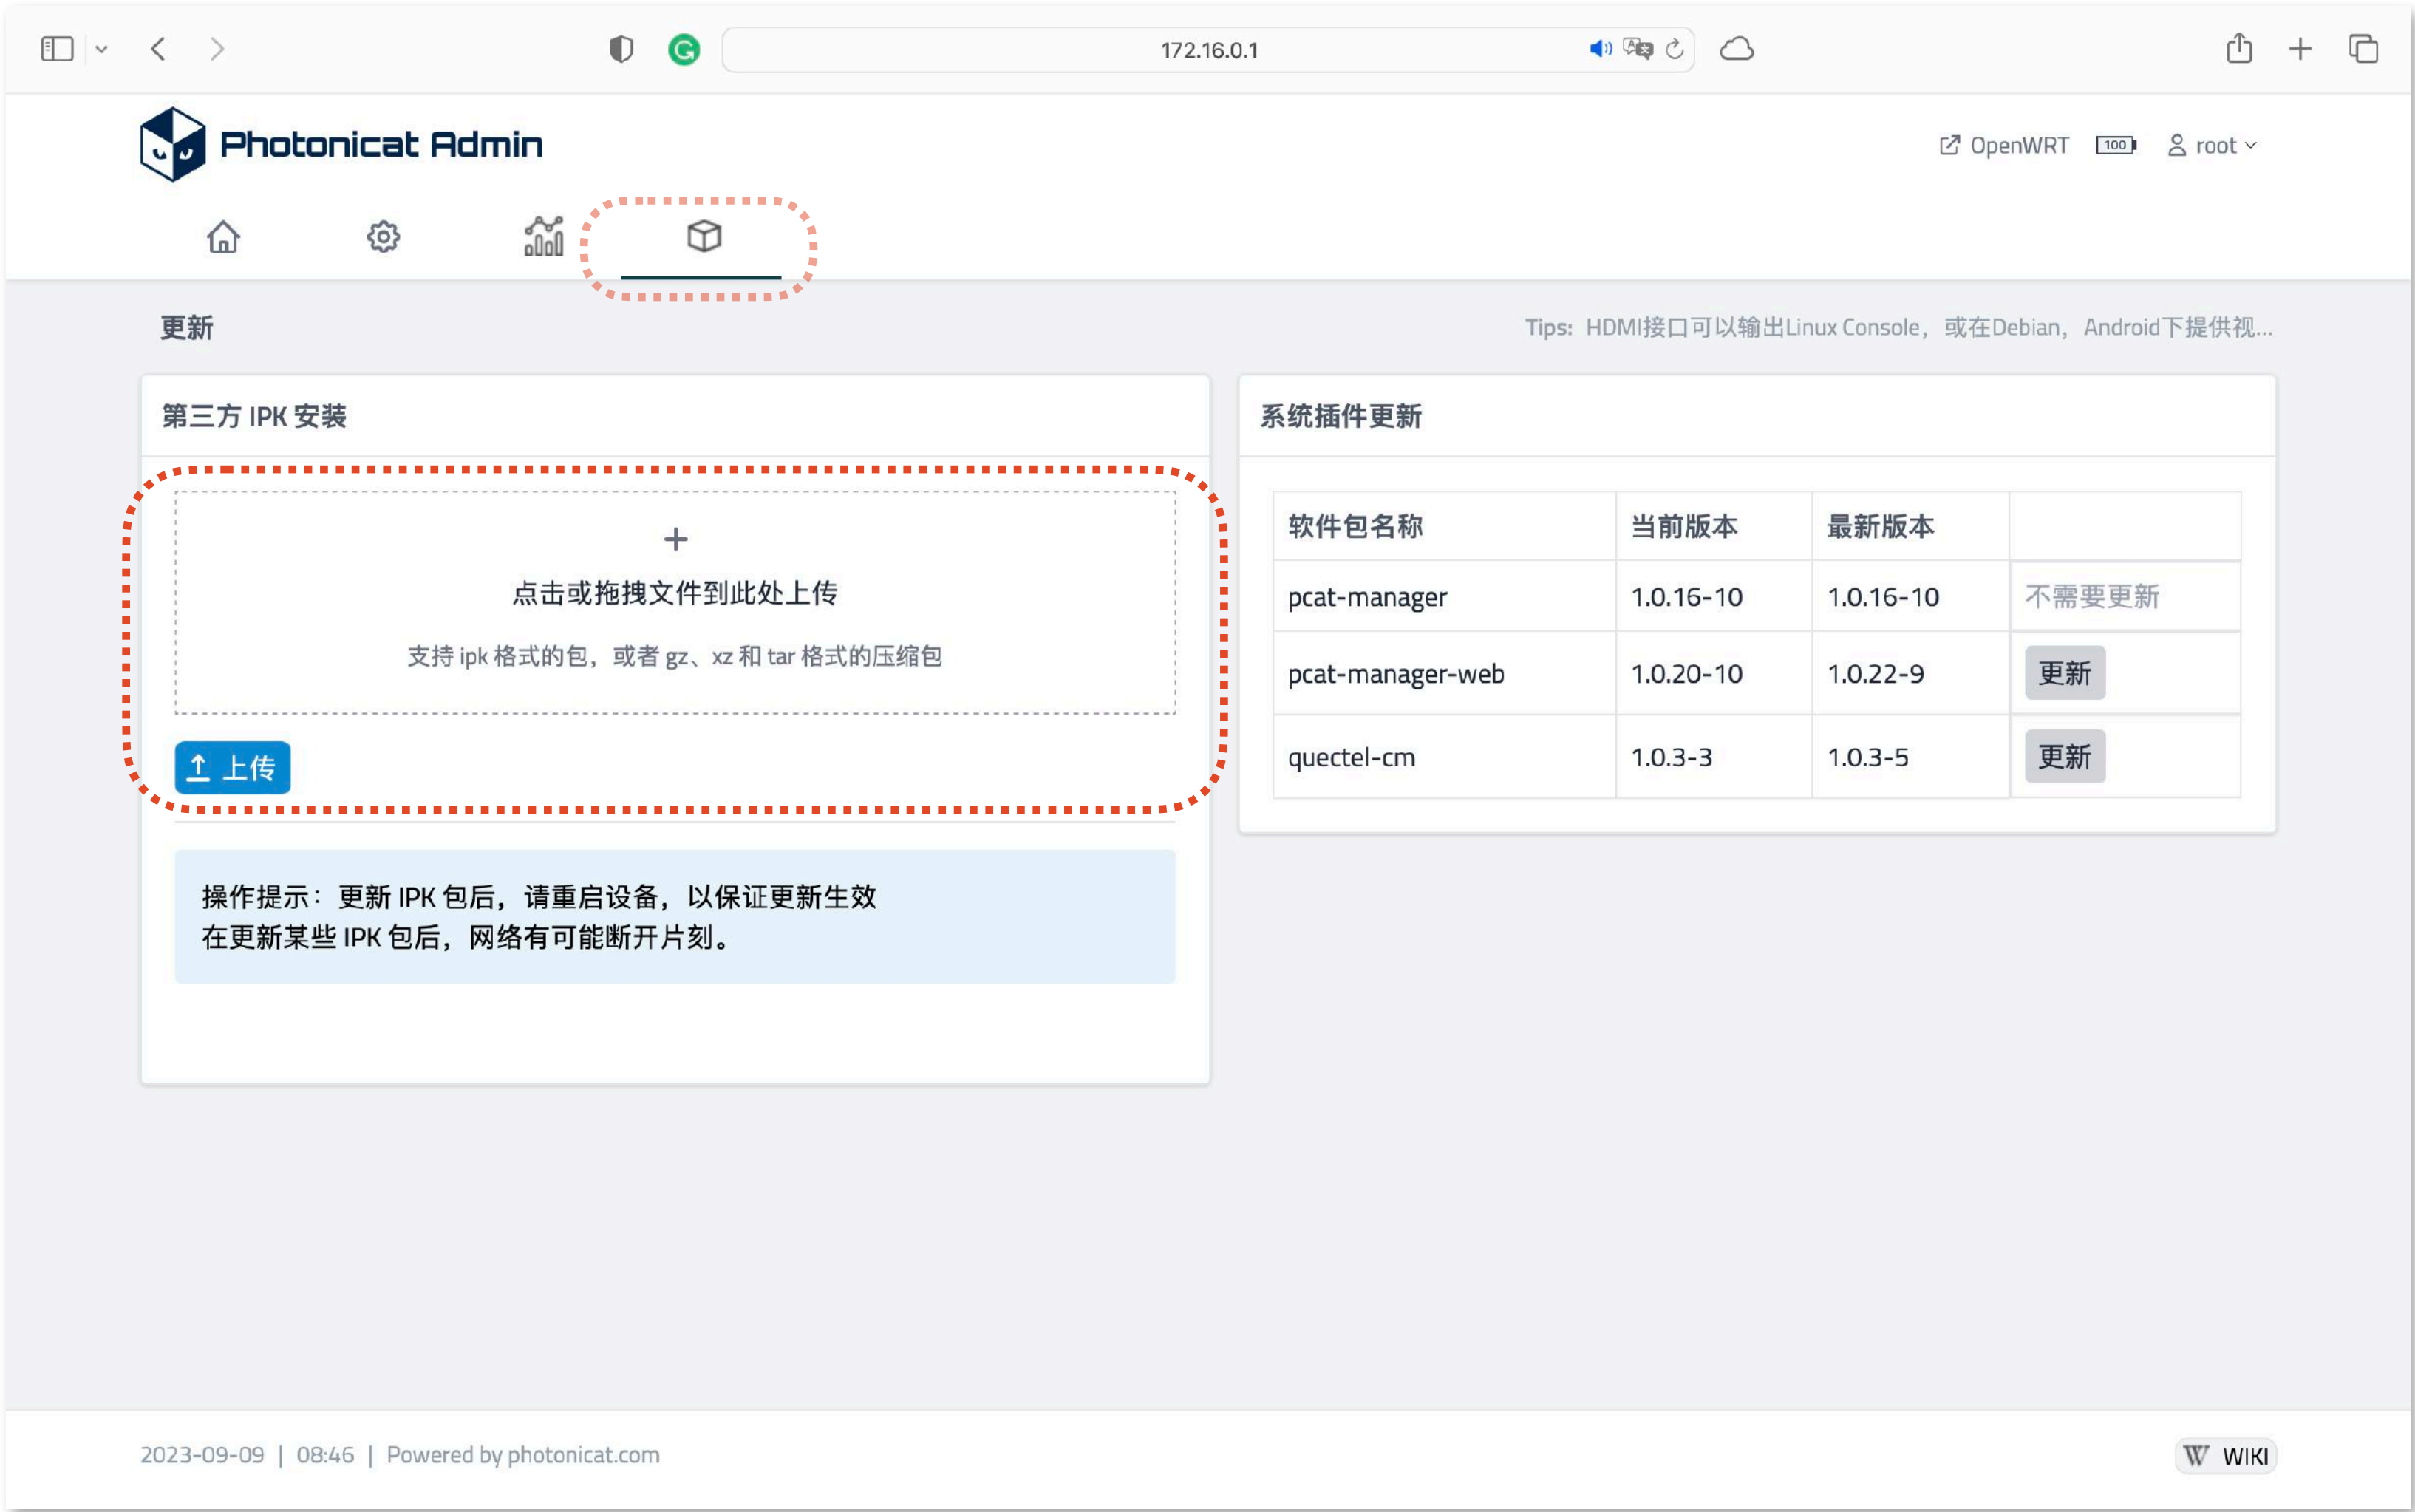 172.16.0.1
Photonicat Admin
OpenWRT
100
root
更新
Tips: HDMI接口可以输出Linux Console，或在Debian，Android下提供视...
第三方 IPK 安装
点击或拖拽文件到此处上传
支持 ipk 格式的包，或者 gz、xz 和 tar 格式的压缩包
上传
操作提示：更新 IPK 包后，请重启设备，以保证更新生效
在更新某些 IPK 包后，网络有可能断开片刻。
系统插件更新
软件包名称 当前版本 最新版本
pcat-manager 1.0.16-10 1.0.16-10 不需要更新
pcat-manager-web 1.0.20-10 1.0.22-9 更新
quectel-cm 1.0.3-3 1.0.3-5 更新
2023-09-09 | 08:46 | Powered by photonicat.com
W WIKI